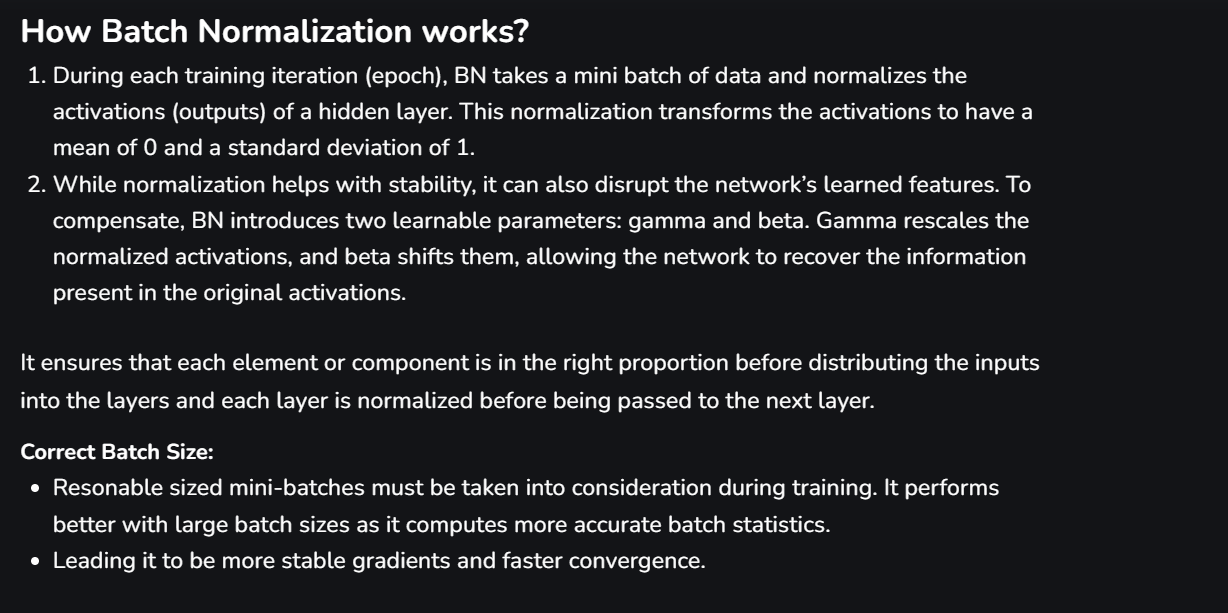 How Batch Normalization works?
1. During each training iteration (epoch), BN takes a mini batch of data and normalizes the
activations (outputs) of a hidden layer. This normalization transforms the activations to have a
mean of 0 and a standard deviation of 1.
2. While normalization helps with stability, it can also disrupt the network’s learned features. To
compensate, BN introduces two learnable parameters: gamma and beta. Gamma rescales the
normalized activations, and beta shifts them, allowing the network to recover the information
present in the original activations.
It ensures that each element or component is in the right proportion before distributing the inputs
into the layers and each layer is normalized before being passed to the next layer.
Correct Batch Size:
• Resonable sized mini-batches must be taken into consideration during training. It performs
better with large batch sizes as it computes more accurate batch statistics.
• Leading it to be more stable gradients and faster convergence.